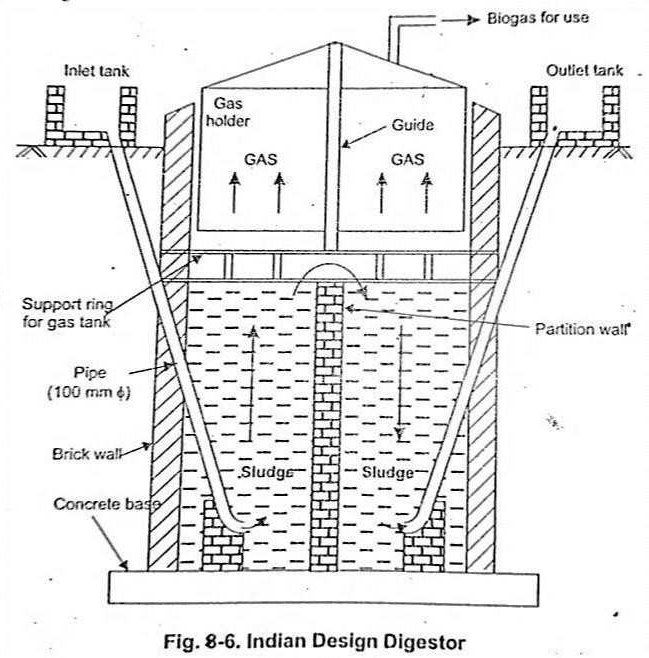 Biogas for use
Inlet tank
Outlet tank
Gas
holder
Guide
GAS
GAS
Support ring
for gas tank
Partition wall
Pipe
(100 mm ϕ)
Brick wall
Sludge
Sludge
Concrete base
Fig. 8-6. Indian Design Digestor